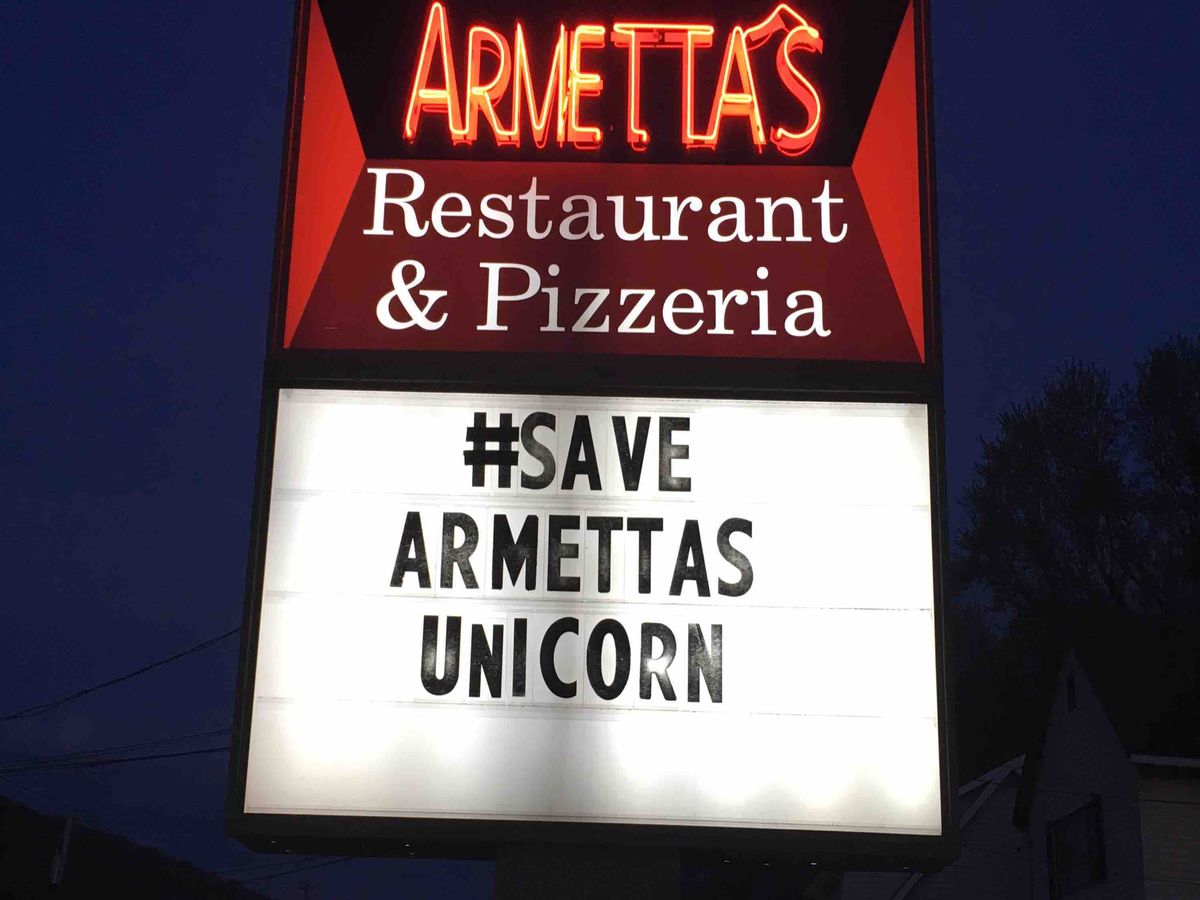 ARMETTA'S
Restaurant
& Pizzeria
#SAVE
ARMETTAS
UNICORN